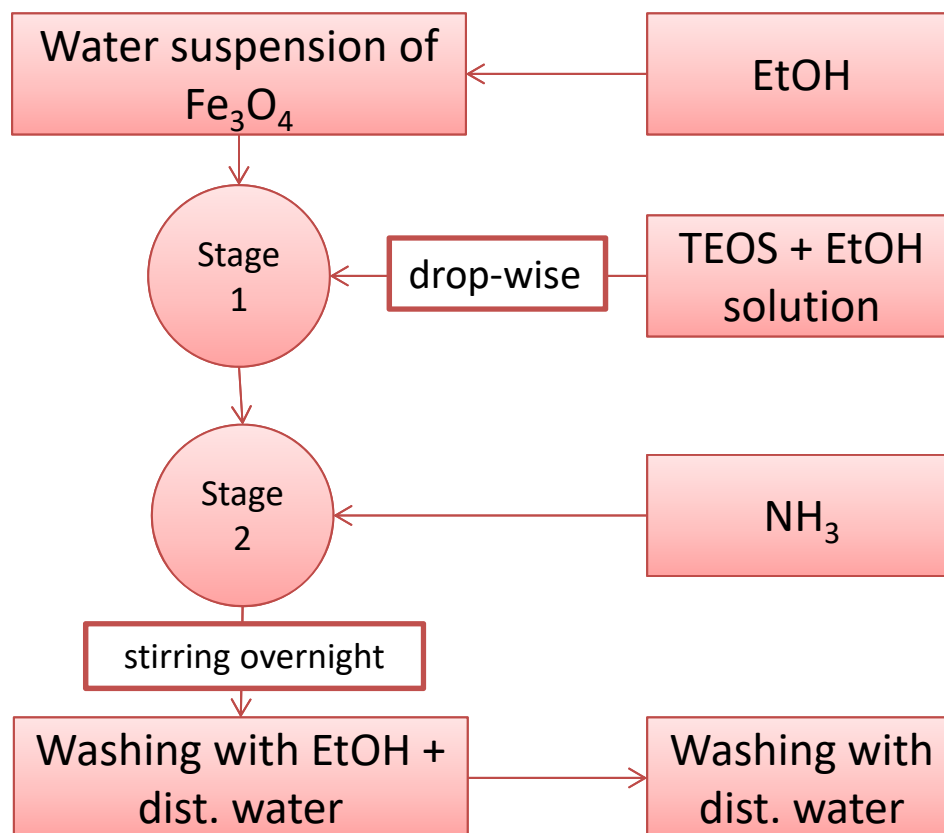 Water suspension of
Fe₃O₄
EtOH
Stage
1
drop-wise
TEOS + EtOH
solution
Stage
2
NH₃
stirring overnight
Washing with EtOH +
dist. water
Washing with
dist. water